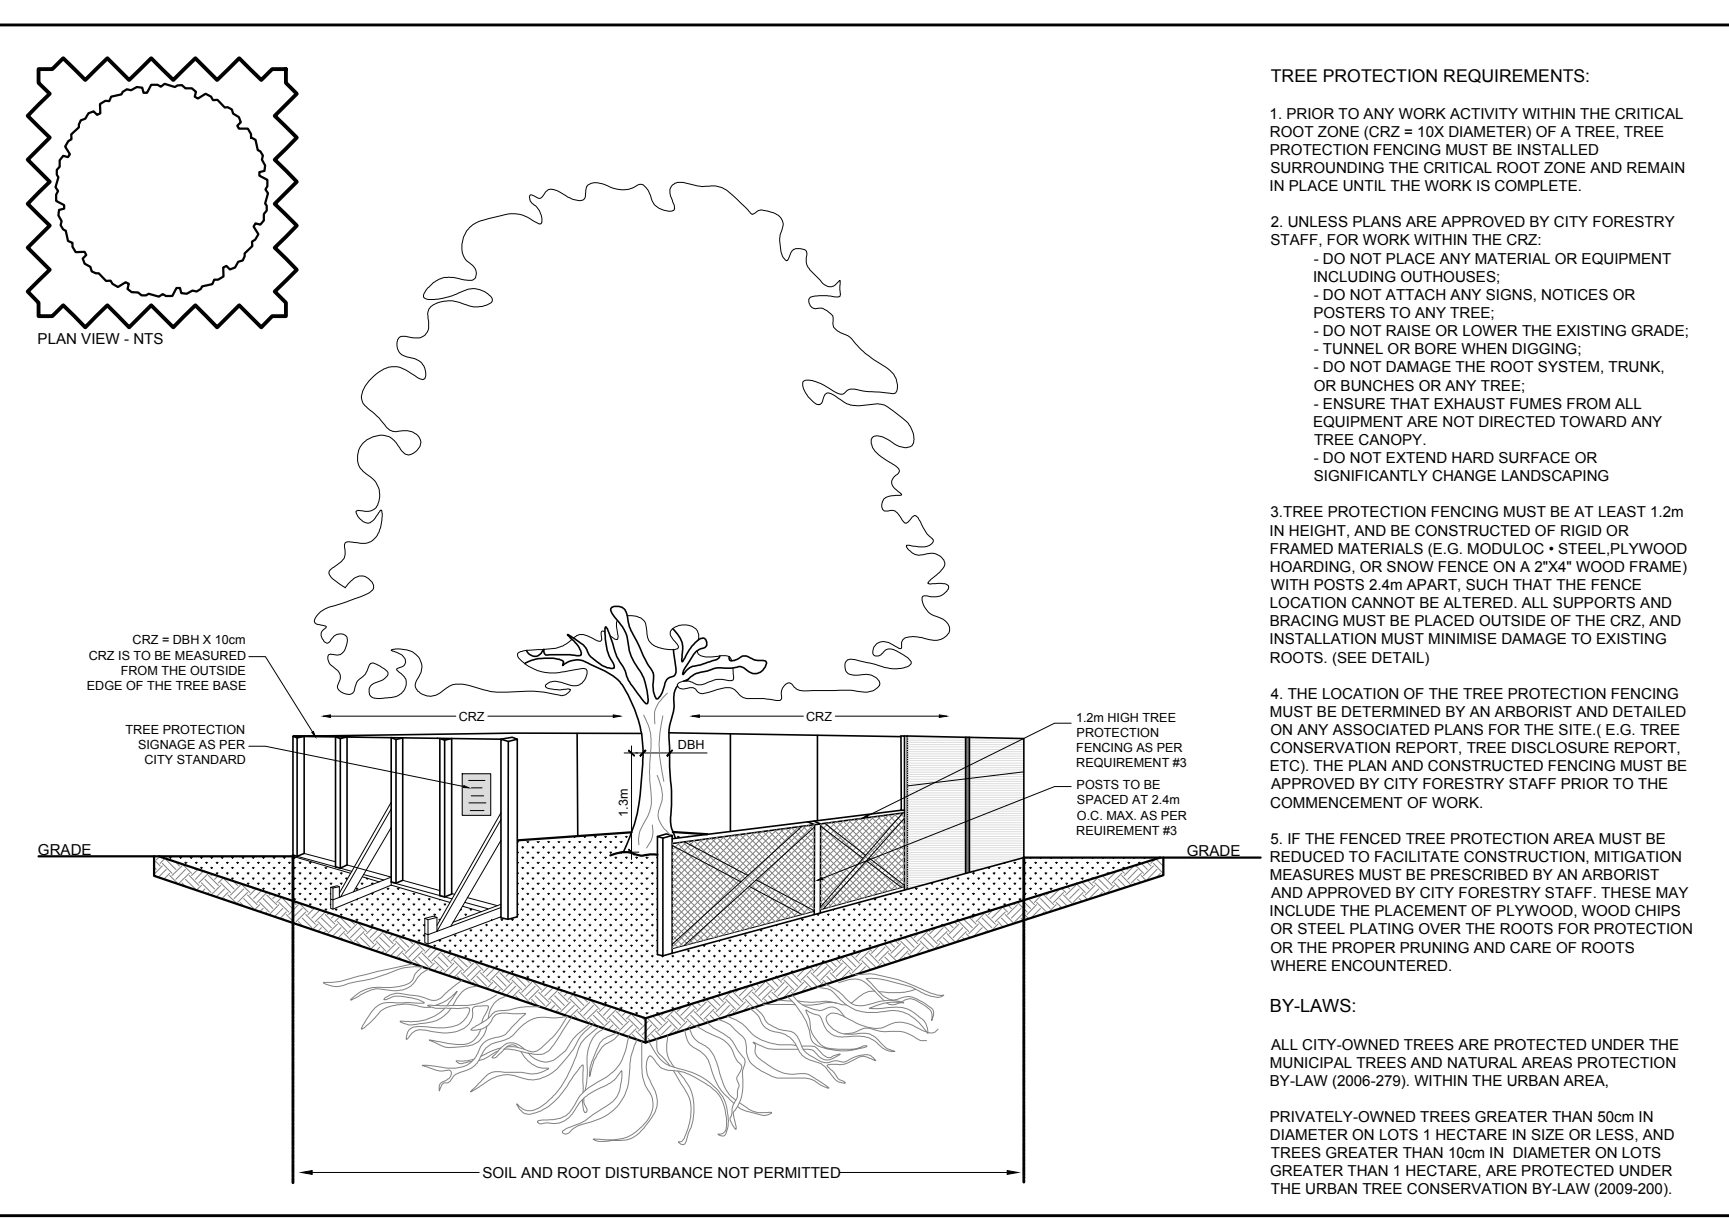 PLAN VIEW - NTS
CRZ = DBH X 10cm
CRZ IS TO BE MEASURED
FROM THE OUTSIDE
EDGE OF THE TREE BASE
TREE PROTECTION
SIGNAGE AS PER
CITY STANDARD
GRADE
CRZ
CRZ
DBH
1.3m
1.2m HIGH TREE
PROTECTION
FENCING AS PER
REQUIREMENT #3
POSTS TO BE
SPACED AT 2.4m
O.C. MAX. AS PER
REUIREMENT #3
GRADE
SOIL AND ROOT DISTURBANCE NOT PERMITTED
TREE PROTECTION REQUIREMENTS:
1. PRIOR TO ANY WORK ACTIVITY WITHIN THE CRITICAL
ROOT ZONE (CRZ = 10X DIAMETER) OF A TREE, TREE
PROTECTION FENCING MUST BE INSTALLED
SURROUNDING THE CRITICAL ROOT ZONE AND REMAIN
IN PLACE UNTIL THE WORK IS COMPLETE.
2. UNLESS PLANS ARE APPROVED BY CITY FORESTRY
STAFF, FOR WORK WITHIN THE CRZ:
- DO NOT PLACE ANY MATERIAL OR EQUIPMENT
INCLUDING OUTHOUSES;
- DO NOT ATTACH ANY SIGNS, NOTICES OR
POSTERS TO ANY TREE;
- DO NOT RAISE OR LOWER THE EXISTING GRADE;
- TUNNEL OR BORE WHEN DIGGING;
- DO NOT DAMAGE THE ROOT SYSTEM, TRUNK,
OR BUNCHES OR ANY TREE;
- ENSURE THAT EXHAUST FUMES FROM ALL
EQUIPMENT ARE NOT DIRECTED TOWARD ANY
TREE CANOPY.
- DO NOT EXTEND HARD SURFACE OR
SIGNIFICANTLY CHANGE LANDSCAPING
3.TREE PROTECTION FENCING MUST BE AT LEAST 1.2m
IN HEIGHT, AND BE CONSTRUCTED OF RIGID OR
FRAMED MATERIALS (E.G. MODULOC • STEEL,PLYWOOD
HOARDING, OR SNOW FENCE ON A 2"X4" WOOD FRAME)
WITH POSTS 2.4m APART, SUCH THAT THE FENCE
LOCATION CANNOT BE ALTERED. ALL SUPPORTS AND
BRACING MUST BE PLACED OUTSIDE OF THE CRZ, AND
INSTALLATION MUST MINIMISE DAMAGE TO EXISTING
ROOTS. (SEE DETAIL)
4. THE LOCATION OF THE TREE PROTECTION FENCING
MUST BE DETERMINED BY AN ARBORIST AND DETAILED
ON ANY ASSOCIATED PLANS FOR THE SITE.( E.G. TREE
CONSERVATION REPORT, TREE DISCLOSURE REPORT,
ETC). THE PLAN AND CONSTRUCTED FENCING MUST BE
APPROVED BY CITY FORESTRY STAFF PRIOR TO THE
COMMENCEMENT OF WORK.
5. IF THE FENCED TREE PROTECTION AREA MUST BE
REDUCED TO FACILITATE CONSTRUCTION, MITIGATION
MEASURES MUST BE PRESCRIBED BY AN ARBORIST
AND APPROVED BY CITY FORESTRY STAFF. THESE MAY
INCLUDE THE PLACEMENT OF PLYWOOD, WOOD CHIPS
OR STEEL PLATING OVER THE ROOTS FOR PROTECTION
OR THE PROPER PRUNING AND CARE OF ROOTS
WHERE ENCOUNTERED.
BY-LAWS:
ALL CITY-OWNED TREES ARE PROTECTED UNDER THE
MUNICIPAL TREES AND NATURAL AREAS PROTECTION
BY-LAW (2006-279). WITHIN THE URBAN AREA,
PRIVATELY-OWNED TREES GREATER THAN 50cm IN
DIAMETER ON LOTS 1 HECTARE IN SIZE OR LESS, AND
TREES GREATER THAN 10cm IN DIAMETER ON LOTS
GREATER THAN 1 HECTARE, ARE PROTECTED UNDER
THE URBAN TREE CONSERVATION BY-LAW (2009-200).